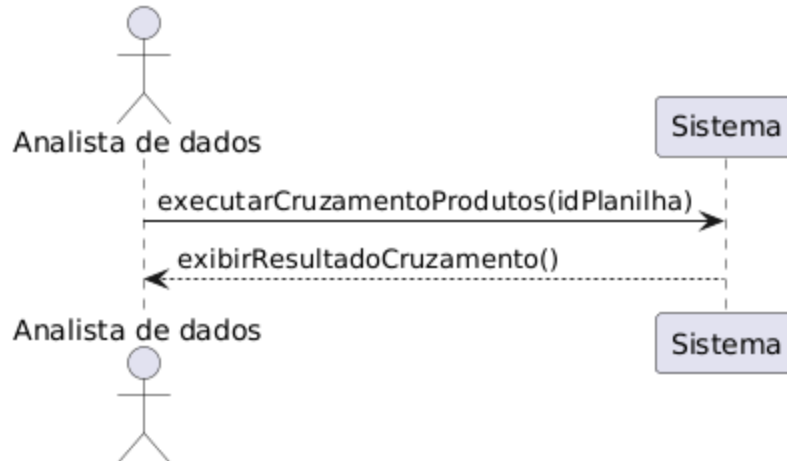 Analista de dados
Sistema
executarCruzamentoProdutos(idPlanilha)
exibirResultadoCruzamento()
Analista de dados
Sistema